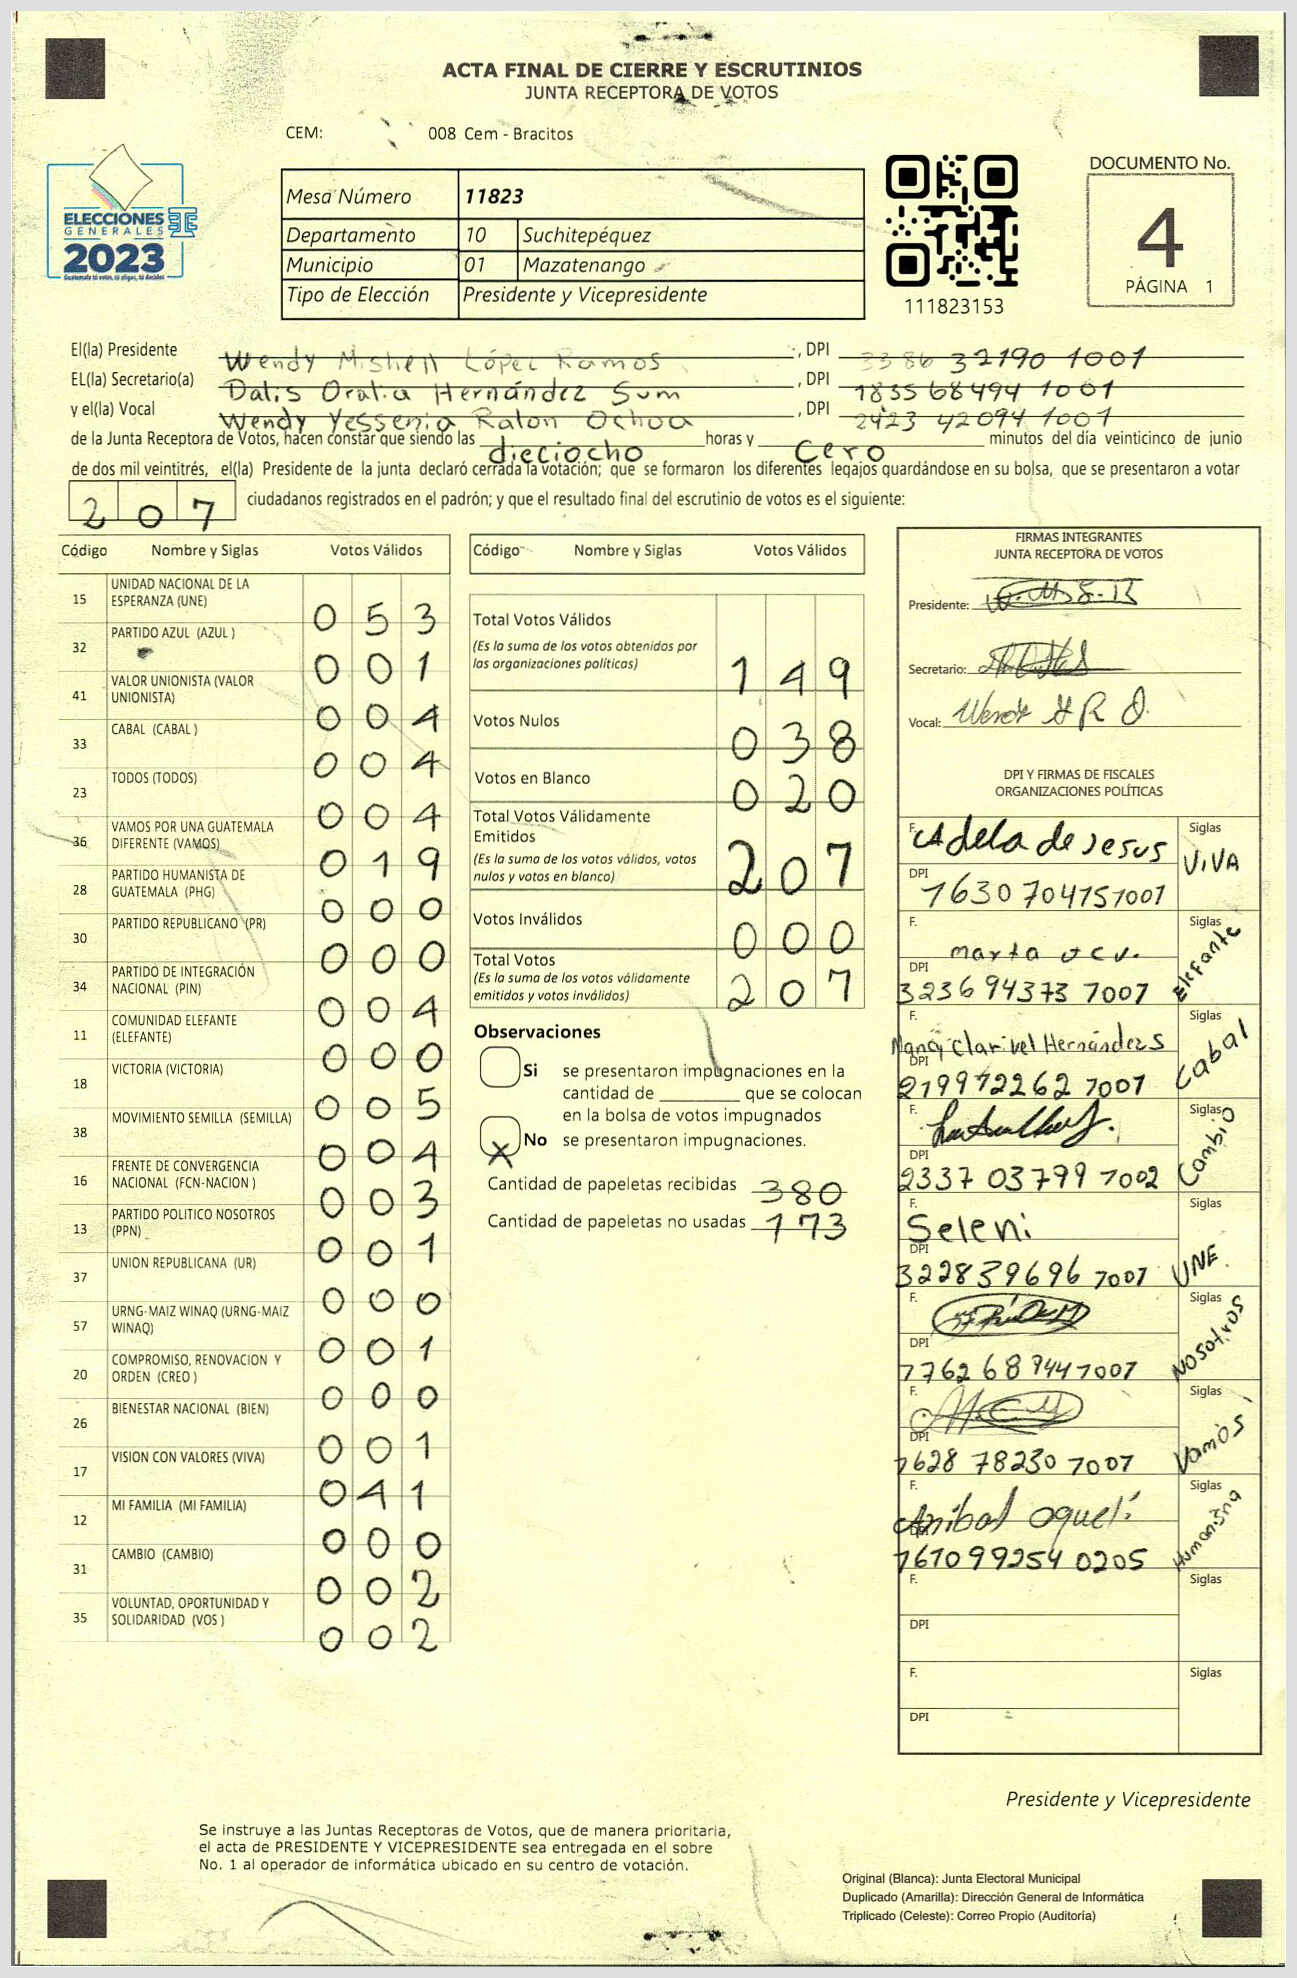 ACTA FINAL DE CIERRE Y ESCRUTINIOS
JUNTA RECEPTORA DE VOTOS
CEM: 008 Cem - Bracitos
ELECCIONES
GENERALES
2023
Guatemala tú votas, tú eliges, tú decides
Mesa Número 11823
Departamento 10 Suchitepéquez
Municipio 01 Mazatenango
Tipo de Elección Presidente y Vicepresidente
111823153
DOCUMENTO No.
4
PÁGINA 1
El(la) Presidente Wendy Mishell López Ramos, DPI 3386 32190 1001
EL(la) Secretario(a) Dalis Oralia Hernández Sum, DPI 1835 68494 1001
y el(la) Vocal Wendy Yessenia Ralon Ochoa, DPI 2423 42094 1001
de la Junta Receptora de Votos, hacen constar que siendo las dieciocho horas y Cero minutos del día veinticinco de junio
de dos mil veintitrés, el(la) Presidente de la junta declaró cerrada la votación; que se formaron los diferentes legajos guardándose en su bolsa, que se presentaron a votar
207 ciudadanos registrados en el padrón; y que el resultado final del escrutinio de votos es el siguiente:
Código Nombre y Siglas Votos Válidos
15 UNIDAD NACIONAL DE LA ESPERANZA (UNE) 053
32 PARTIDO AZUL (AZUL ) 001
41 VALOR UNIONISTA (VALOR UNIONISTA) 004
33 CABAL (CABAL ) 004
23 TODOS (TODOS) 004
36 VAMOS POR UNA GUATEMALA DIFERENTE (VAMOS) 019
28 PARTIDO HUMANISTA DE GUATEMALA (PHG) 000
30 PARTIDO REPUBLICANO (PR) 000
34 PARTIDO DE INTEGRACIÓN NACIONAL (PIN) 004
11 COMUNIDAD ELEFANTE (ELEFANTE) 000
18 VICTORIA (VICTORIA) 005
38 MOVIMIENTO SEMILLA (SEMILLA) 004
16 FRENTE DE CONVERGENCIA NACIONAL (FCN-NACION ) 003
13 PARTIDO POLITICO NOSOTROS (PPN) 001
37 UNION REPUBLICANA (UR) 000
57 URNG-MAIZ WINAQ (URNG-MAIZ WINAQ) 001
20 COMPROMISO, RENOVACION Y ORDEN (CREO ) 000
26 BIENESTAR NACIONAL (BIEN) 001
17 VISION CON VALORES (VIVA) 041
12 MI FAMILIA (MI FAMILIA) 000
31 CAMBIO (CAMBIO) 002
35 VOLUNTAD, OPORTUNIDAD Y SOLIDARIDAD (VOS ) 002
Código Nombre y Siglas Votos Válidos
Total Votos Válidos 149
(Es la suma de los votos obtenidos por
las organizaciones políticas)
Votos Nulos 038
Votos en Blanco 020
Total Votos Válidamente
Emitidos 207
(Es la suma de los votos válidos, votos
nulos y votos en blanco)
Votos Inválidos 000
Total Votos 207
(Es la suma de los votos válidamente
emitidos y votos inválidos)
Observaciones
Si se presentaron impugnaciones en la
cantidad de ________ que se colocan
en la bolsa de votos impugnados
X No se presentaron impugnaciones.
Cantidad de papeletas recibidas 380
Cantidad de papeletas no usadas 173
FIRMAS INTEGRANTES
JUNTA RECEPTORA DE VOTOS
Presidente:
Secretario:
Vocal: Wendy Y R O.
DPI Y FIRMAS DE FISCALES
ORGANIZACIONES POLÍTICAS
F. Adela de Jesus Siglas VIVA
DPI 1630 70415 1001
F. marta Siglas Elefante
DPI 3236 94373 7007
F. Nancy Clarivel Hernández S Siglas Cabal
DPI 2199 72262 7007
F. Siglas Cambio
DPI 2337 03799 7002
F. Seleni Siglas UNE.
DPI 3228 39696 7007
F. Siglas NOSOTROS
DPI 7762 68 9447007
F. Siglas Vamos
DPI 7628 78230 7007
F. Anibal Oquelí Siglas Humanista
DPI 761099254 0205
F. Siglas
DPI
F. Siglas
DPI
Presidente y Vicepresidente
Se instruye a las Juntas Receptoras de Votos, que de manera prioritaria,
el acta de PRESIDENTE Y VICEPRESIDENTE sea entregada en el sobre
No. 1 al operador de informática ubicado en su centro de votación.
Original (Blanca): Junta Electoral Municipal
Duplicado (Amarilla): Dirección General de Informática
Triplicado (Celeste): Correo Propio (Auditoría)